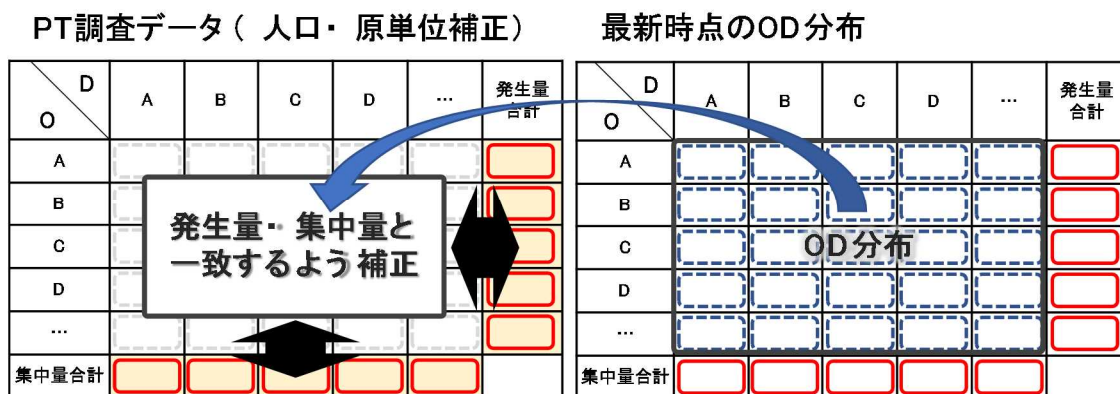 PT調査データ( 人口・ 原単位補正)
最新時点のOD分布
D
O
A
B
C
D
…
発生量
合計
A
B
C
D
…
集中量合計
発生量・ 集中量と
一致するよう補正
D
O
A
B
C
D
…
発生量
合計
A
B
C
D
…
集中量合計
OD分布